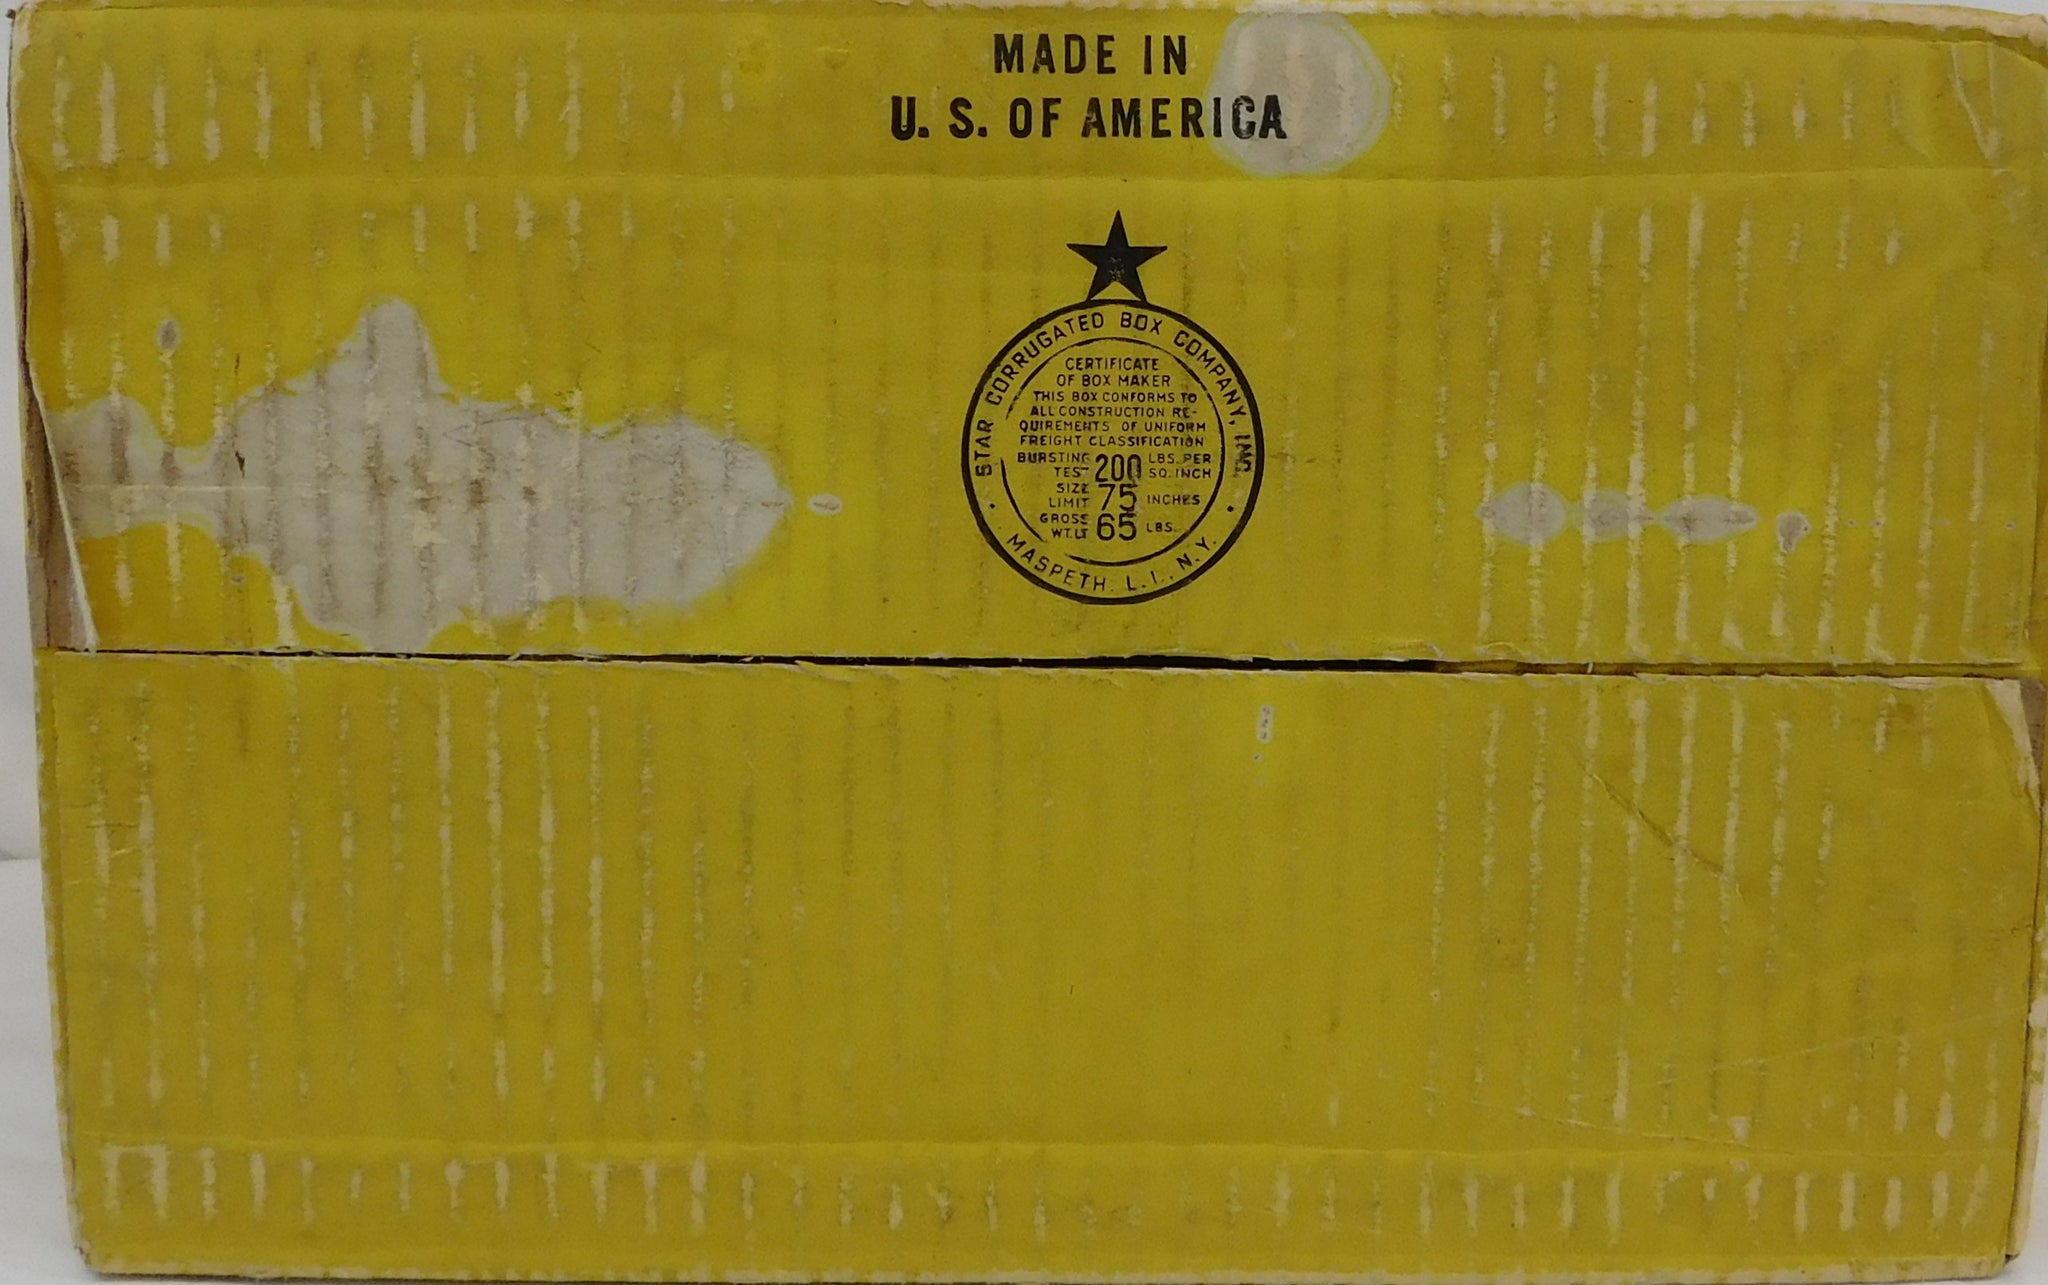 MADE IN
U. S. OF AMERICA
STAR CORRUGATED BOX COMPANY, INC.
CERTIFICATE
OF BOX MAKER
THIS BOX CONFORMS TO
ALL CONSTRUCTION RE-
QUIREMENTS OF UNIFORM
FREIGHT CLASSIFICATION
BURSTING TEST 200 LBS. PER SQ. INCH
SIZE LIMIT 75 INCHES
GROSS WT. LT 65 LBS.
MASPETH. L. I., N. Y.